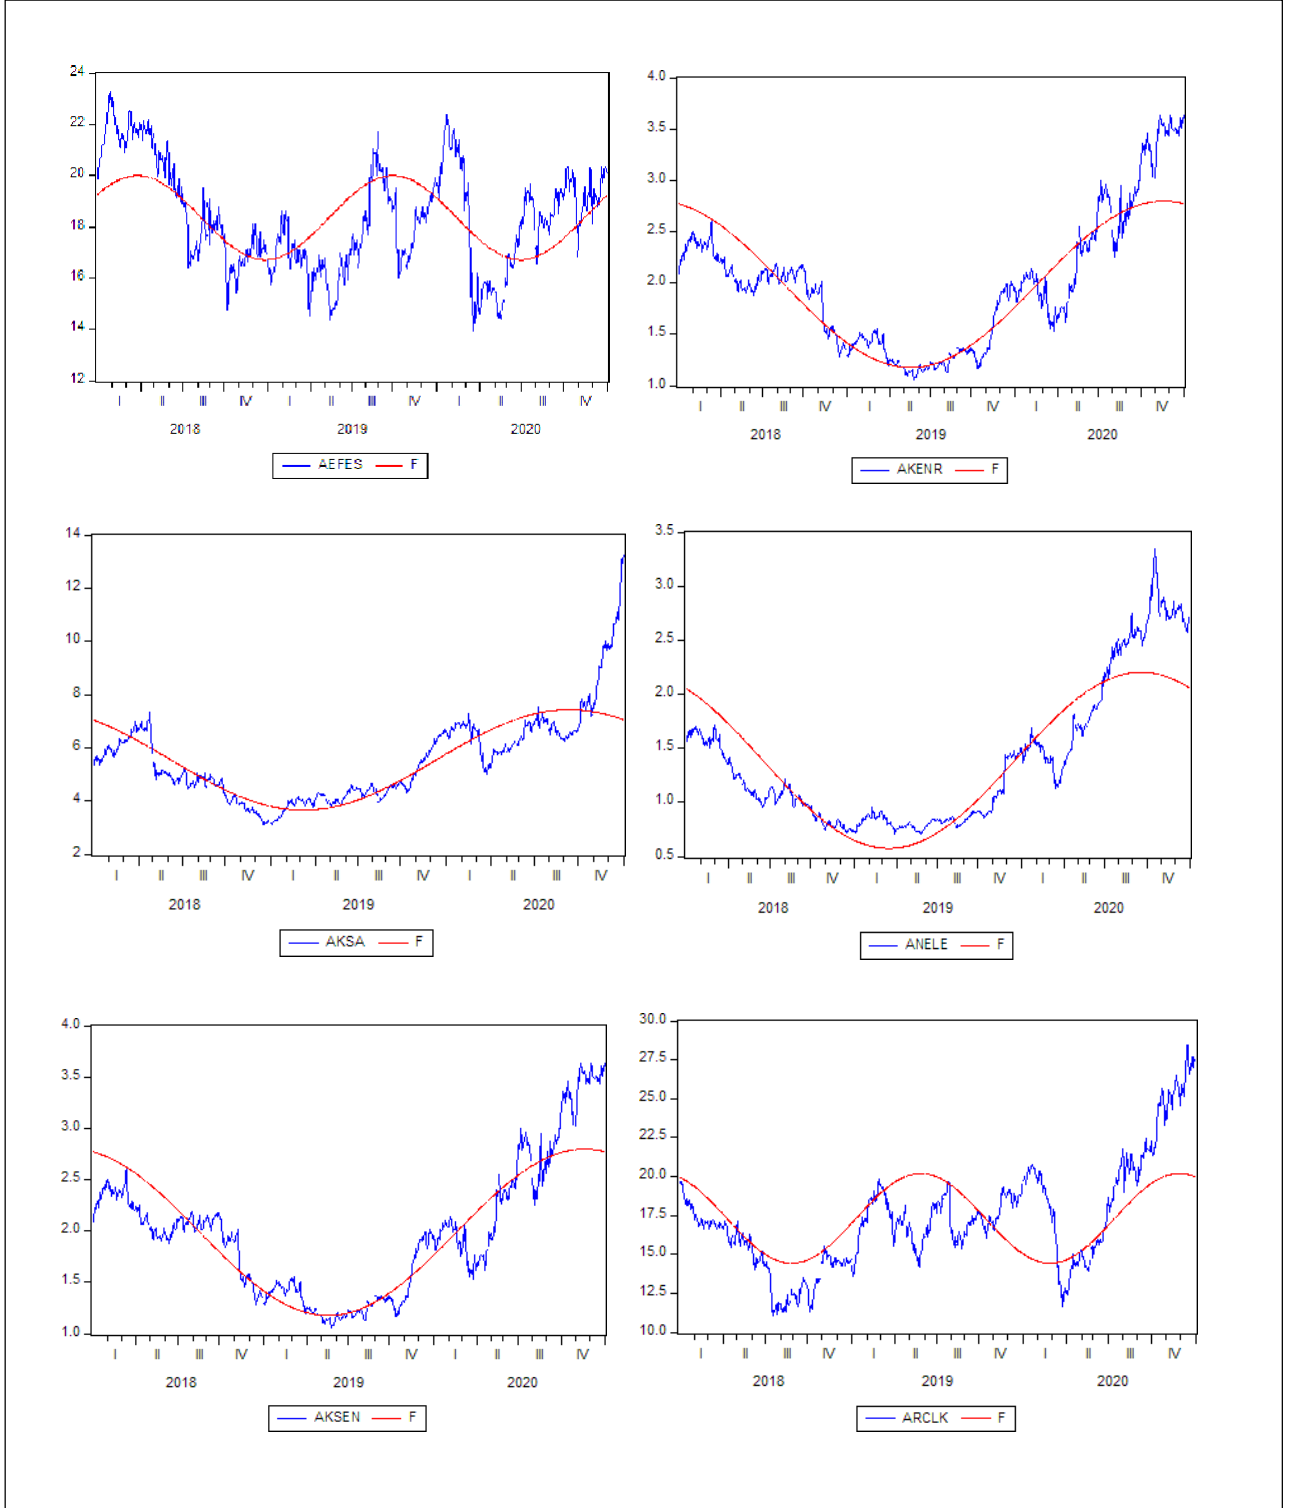 24
22
20
18
16
14
12
I II III IV I II III IV I II III IV
2018 2019 2020
AEFES F
4.0
3.5
3.0
2.5
2.0
1.5
1.0
I II III IV I II III IV I II III IV
2018 2019 2020
AKENR F
14
12
10
8
6
4
2
I II III IV I II III IV I II III IV
2018 2019 2020
AKSA F
3.5
3.0
2.5
2.0
1.5
1.0
0.5
I II III IV I II III IV I II III IV
2018 2019 2020
ANELE F
4.0
3.5
3.0
2.5
2.0
1.5
1.0
I II III IV I II III IV I II III IV
2018 2019 2020
AKSEN F
30.0
27.5
25.0
22.5
20.0
17.5
15.0
12.5
10.0
I II III IV I II III IV I II III IV
2018 2019 2020
ARCLK F